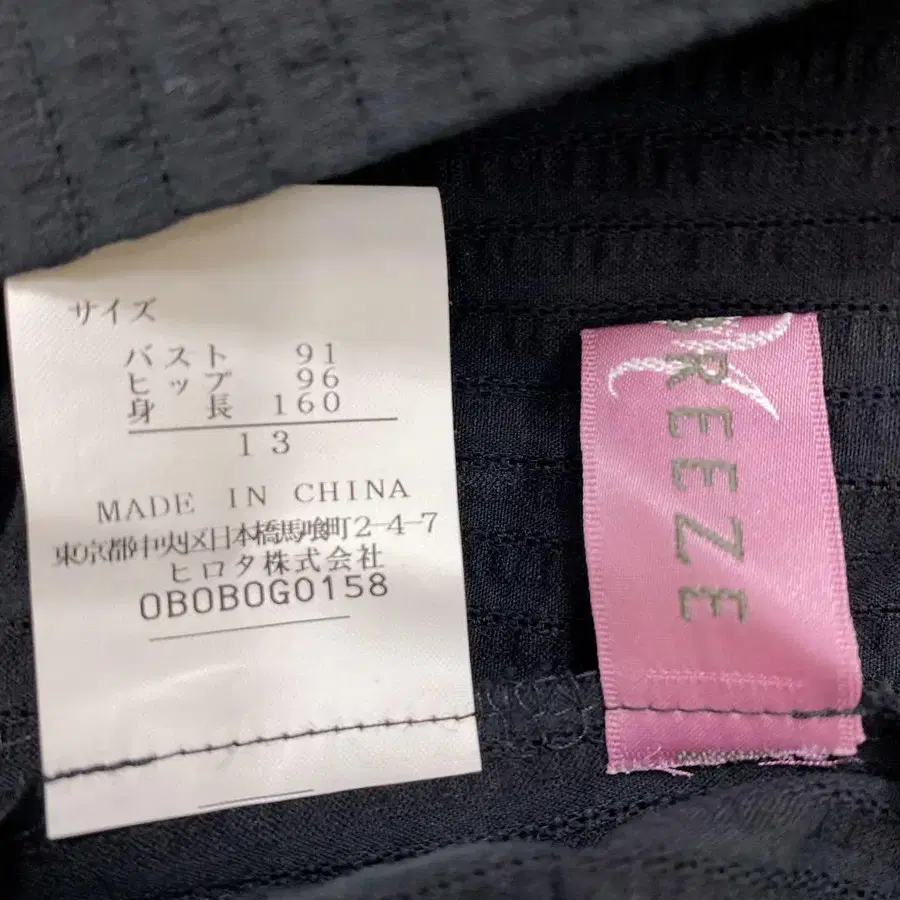 サイズ
バスト 91
ヒップ 96
身長 160
13
MADE IN CHINA
東京都中央区日本橋馬喰町2-4-7
ヒロタ株式会社
0B0B0G0158
REEZE